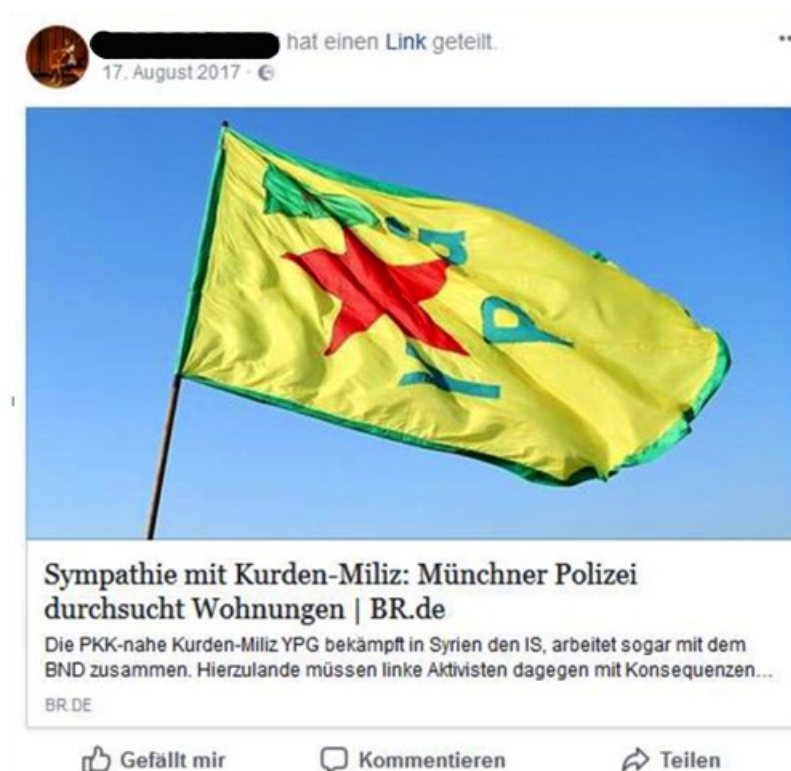 hat einen Link geteilt.
17. August 2017 ·
Sympathie mit Kurden-Miliz: Münchner Polizei
durchsucht Wohnungen | BR.de
Die PKK-nahe Kurden-Miliz YPG bekämpft in Syrien den IS, arbeitet sogar mit dem
BND zusammen. Hierzulande müssen linke Aktivisten dagegen mit Konsequenzen...
BR.DE
Gefällt mir Kommentieren Teilen